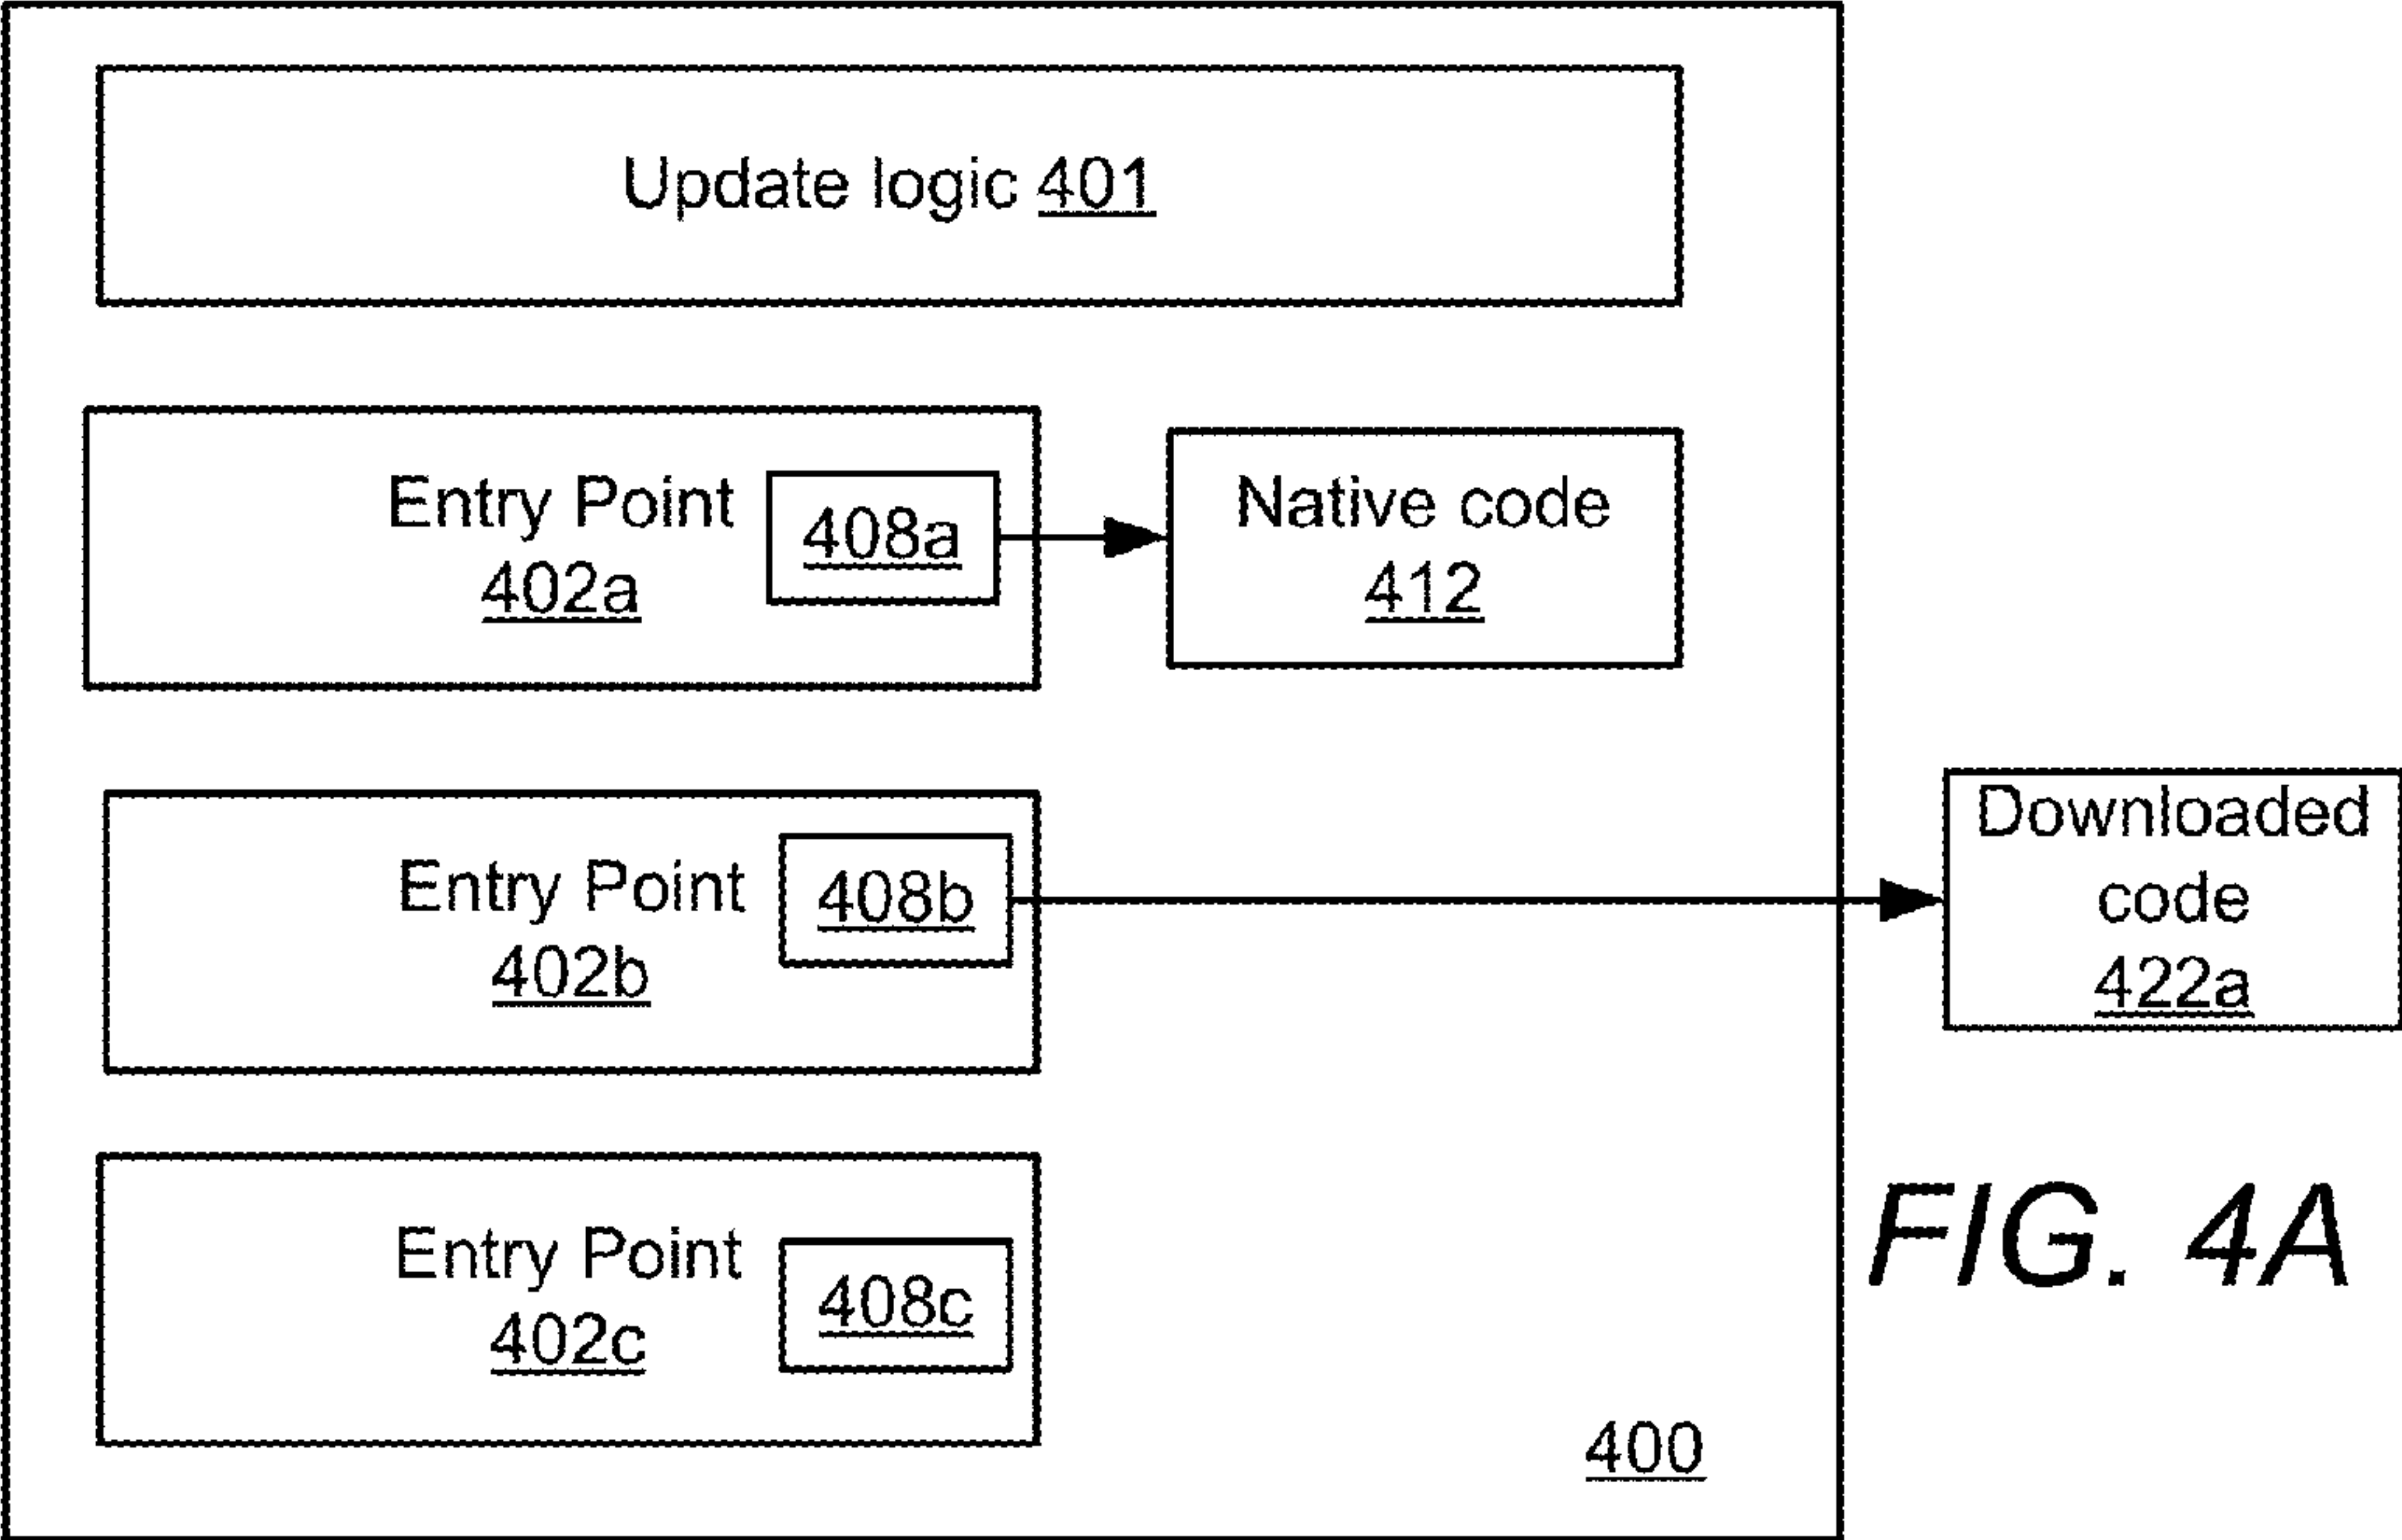 Update logic 401
Entry Point
402a
408a
Native code
412
Entry Point
402b
408b
Downloaded
code
422a
Entry Point
402c
408c
400
FIG. 4A